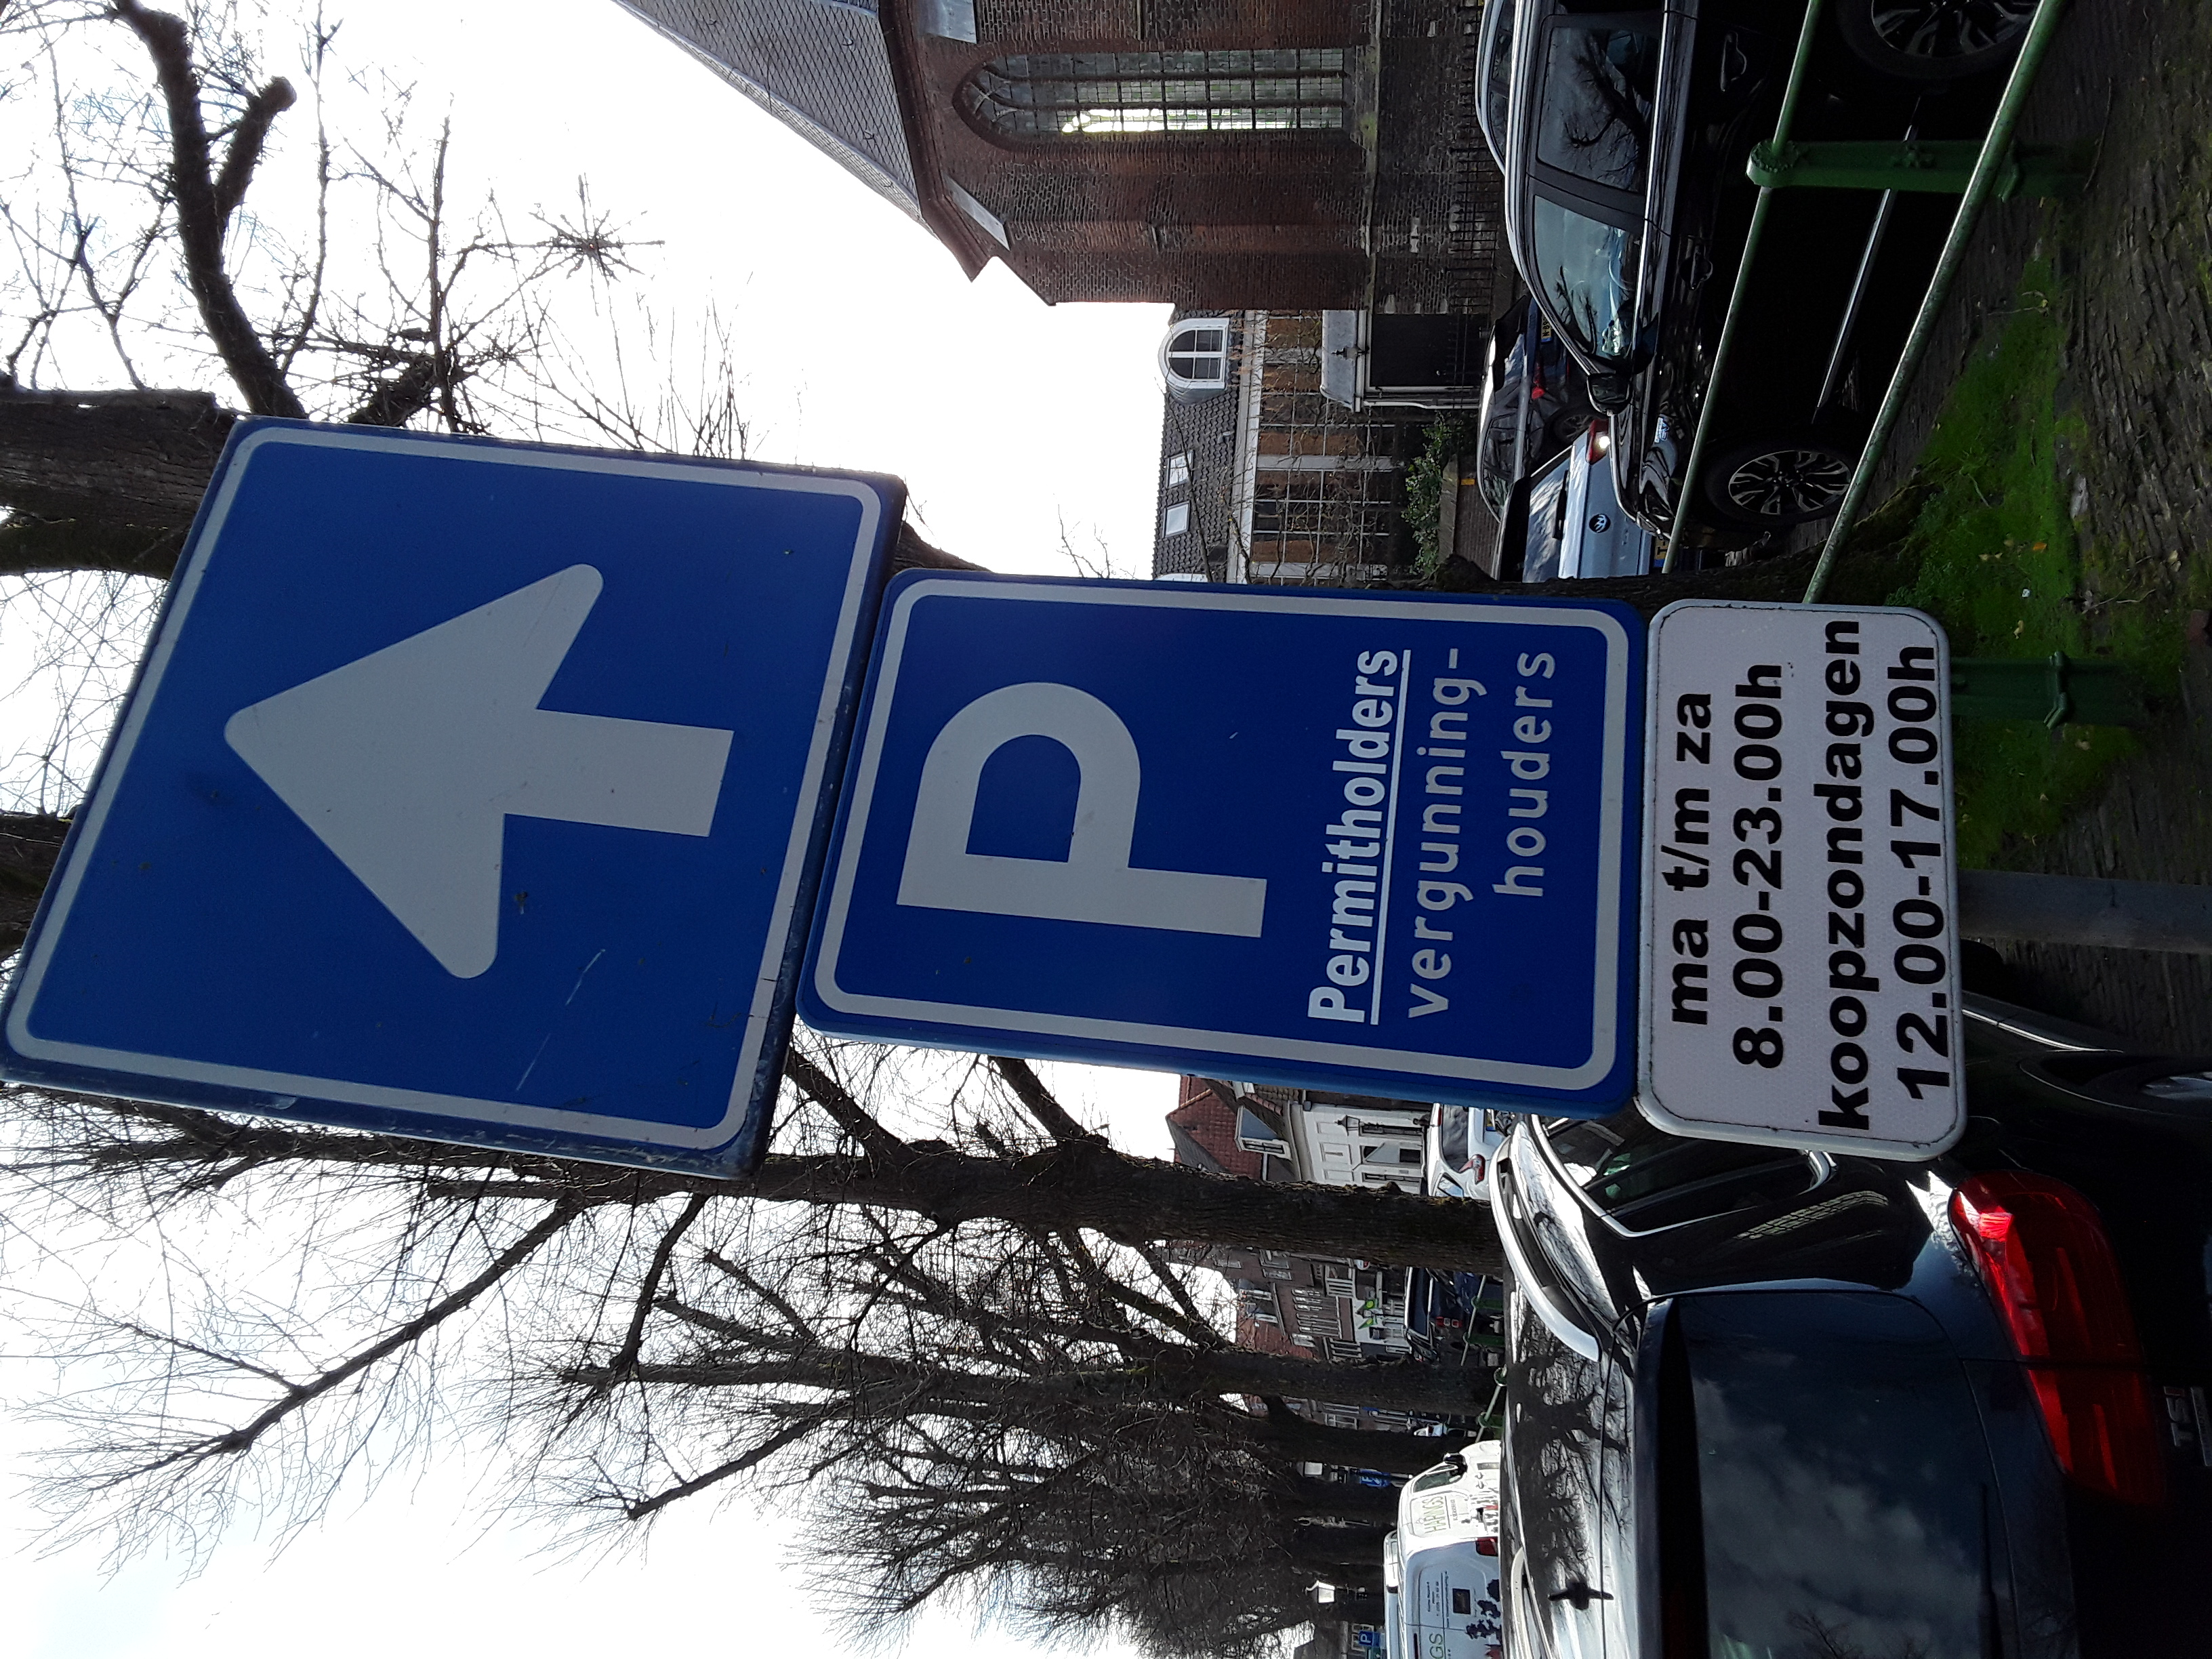 P
Permitholders
vergunning-
houders
ma t/m za
8.00-23.00h
koopzondagen
12.00-17.00h